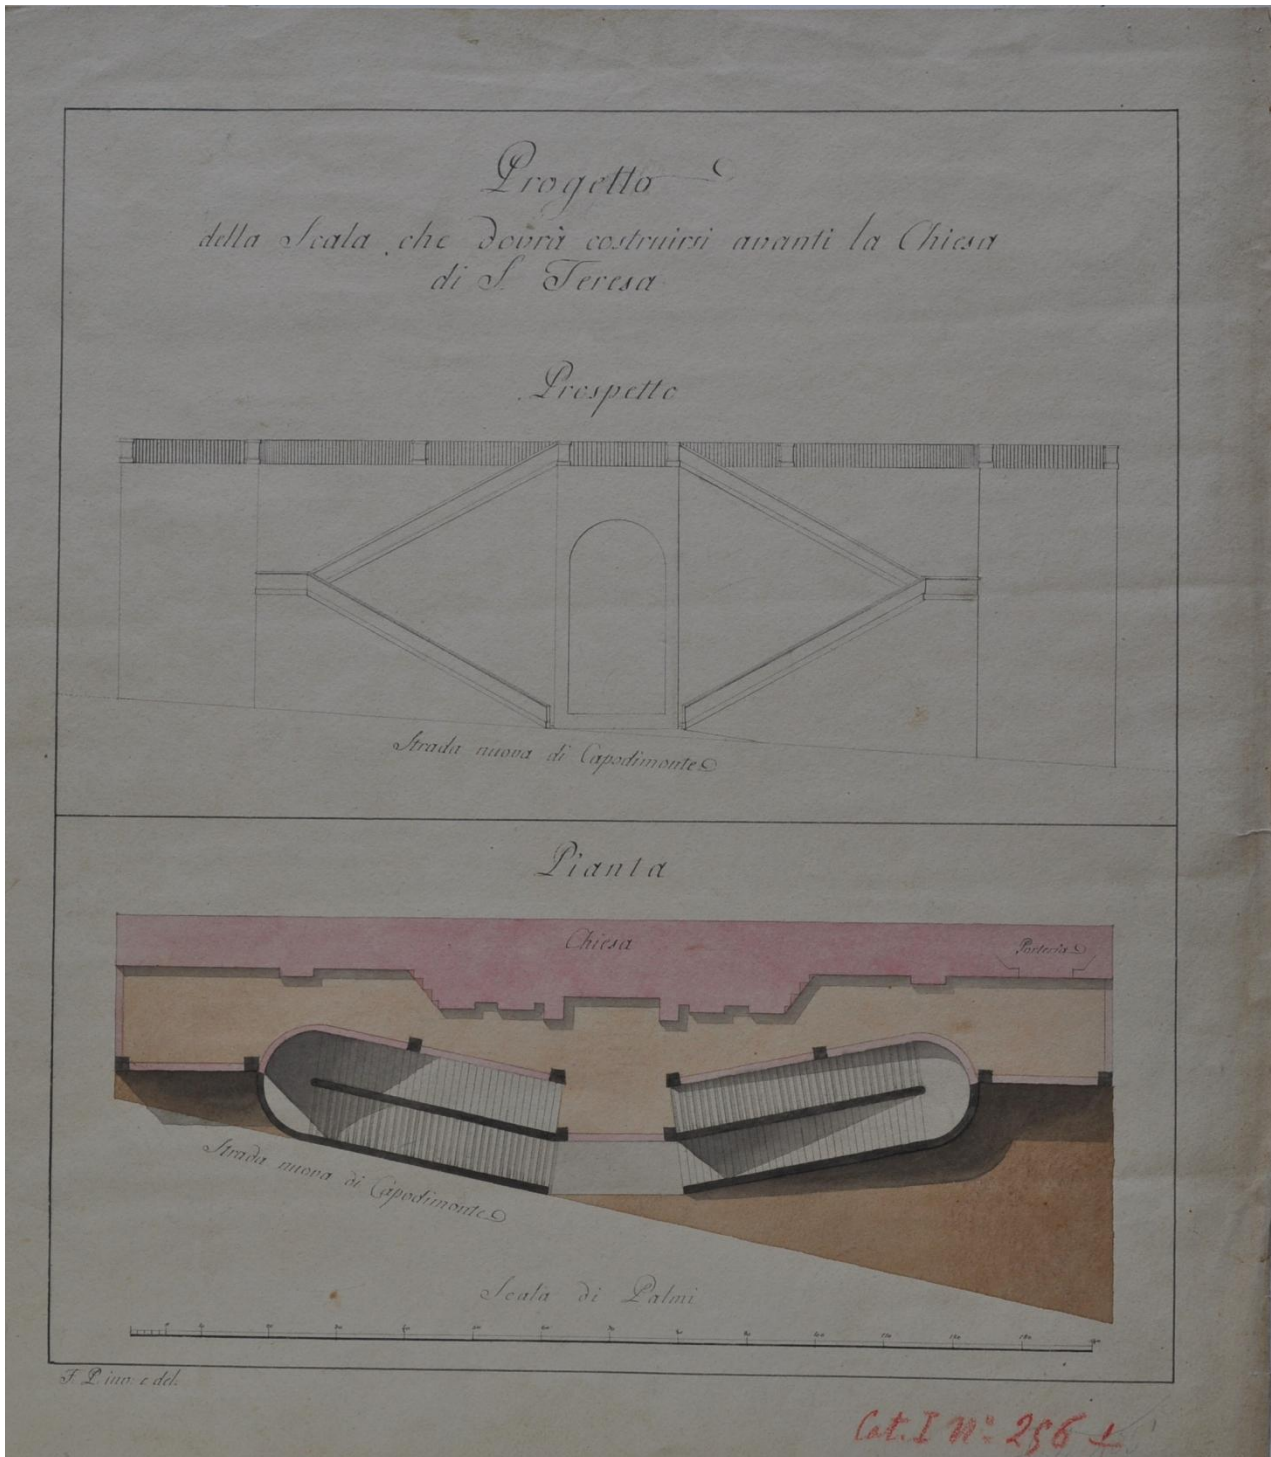 Progetto
della Scala che dovrà costruirsi avanti la Chiesa
di S. Teresa
Prospetto
Strada nuova di Capodimonte
Pianta
Chiesa
Porteria
Strada nuova di Capodimonte
Scala di Palmi
F. P. inv. e del.
Cat. I Nº 256